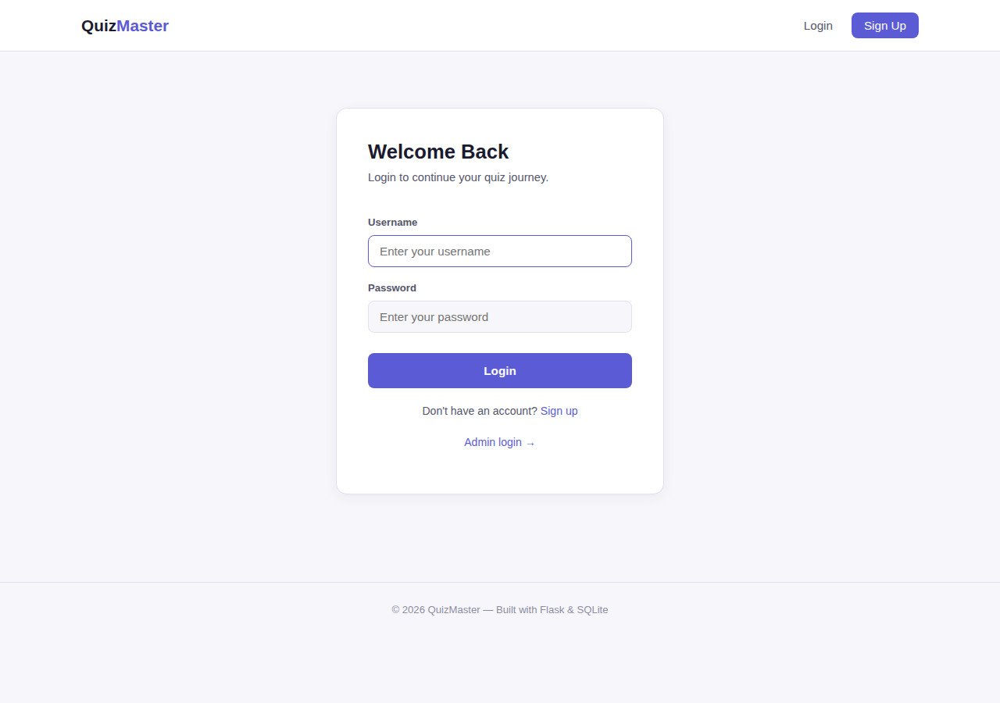 QuizMaster
Login
Sign Up
Welcome Back
Login to continue your quiz journey.
Username
Enter your username
Password
Enter your password
Login
Don't have an account? Sign up
Admin login →
© 2026 QuizMaster — Built with Flask & SQLite